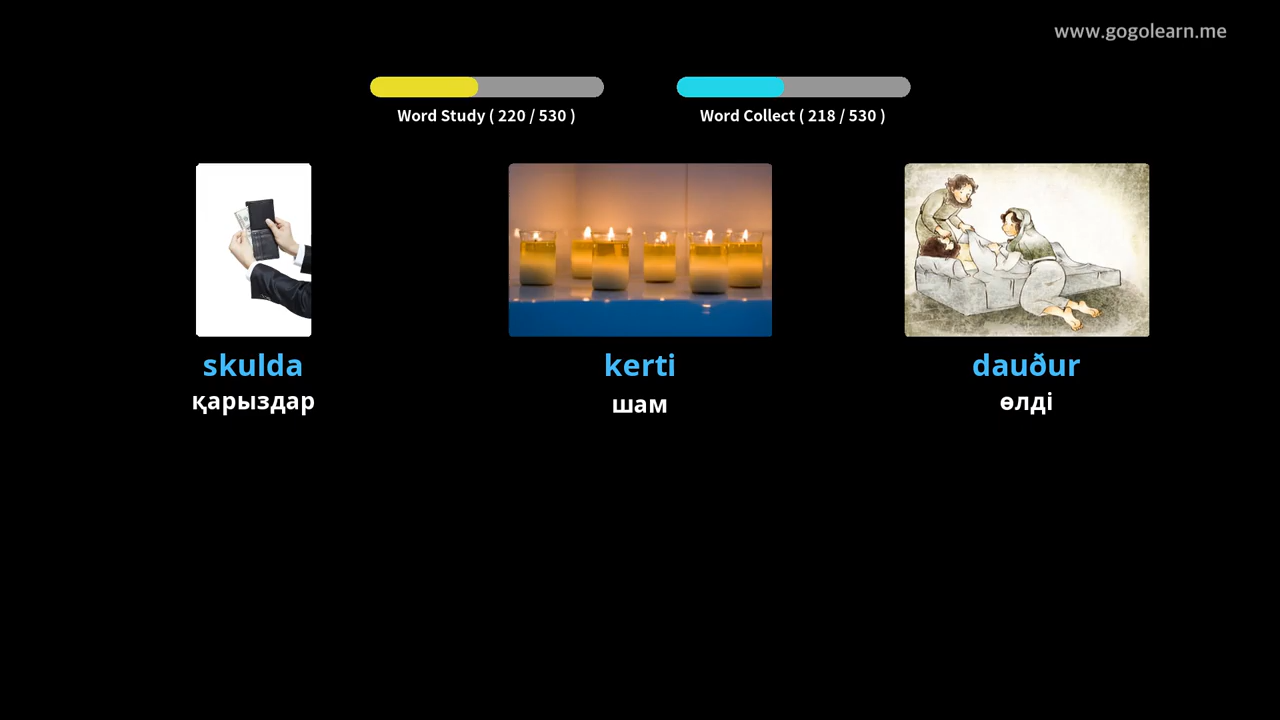 www.gogolearn.me
Word Study ( 220 / 530 )
Word Collect ( 218 / 530 )
skulda
қарыздар
kerti
шам
dauður
өлді